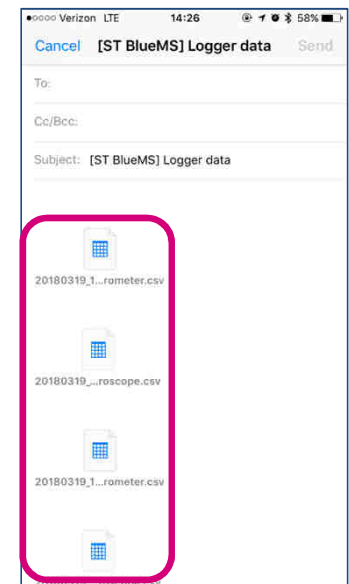 Verizon LTE 14:26 58%
Cancel [ST BlueMS] Logger data Send
To:
Cc/Bcc:
Subject: [ST BlueMS] Logger data
20180319_1...rometer.csv
20180319_...roscope.csv
20180319_1...rometer.csv